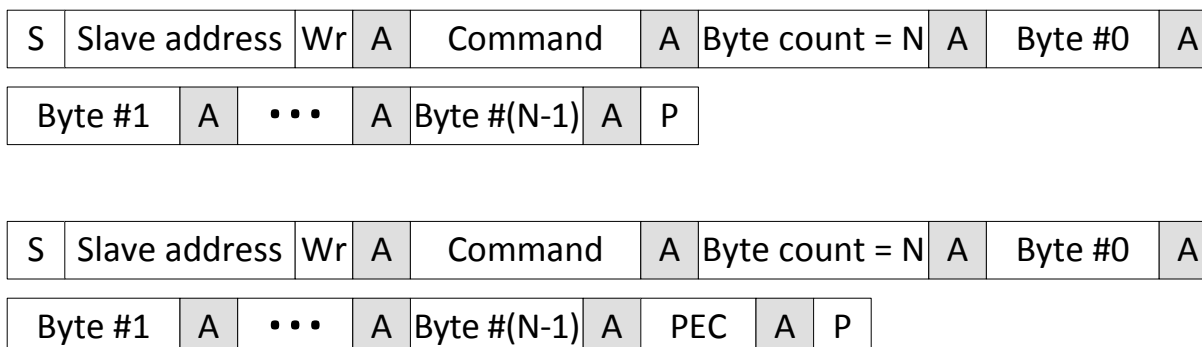 S Slave address Wr A Command A Byte count = N A Byte #0 A
Byte #1 A ••• A Byte #(N-1) A P
S Slave address Wr A Command A Byte count = N A Byte #0 A
Byte #1 A ••• A Byte #(N-1) A PEC A P